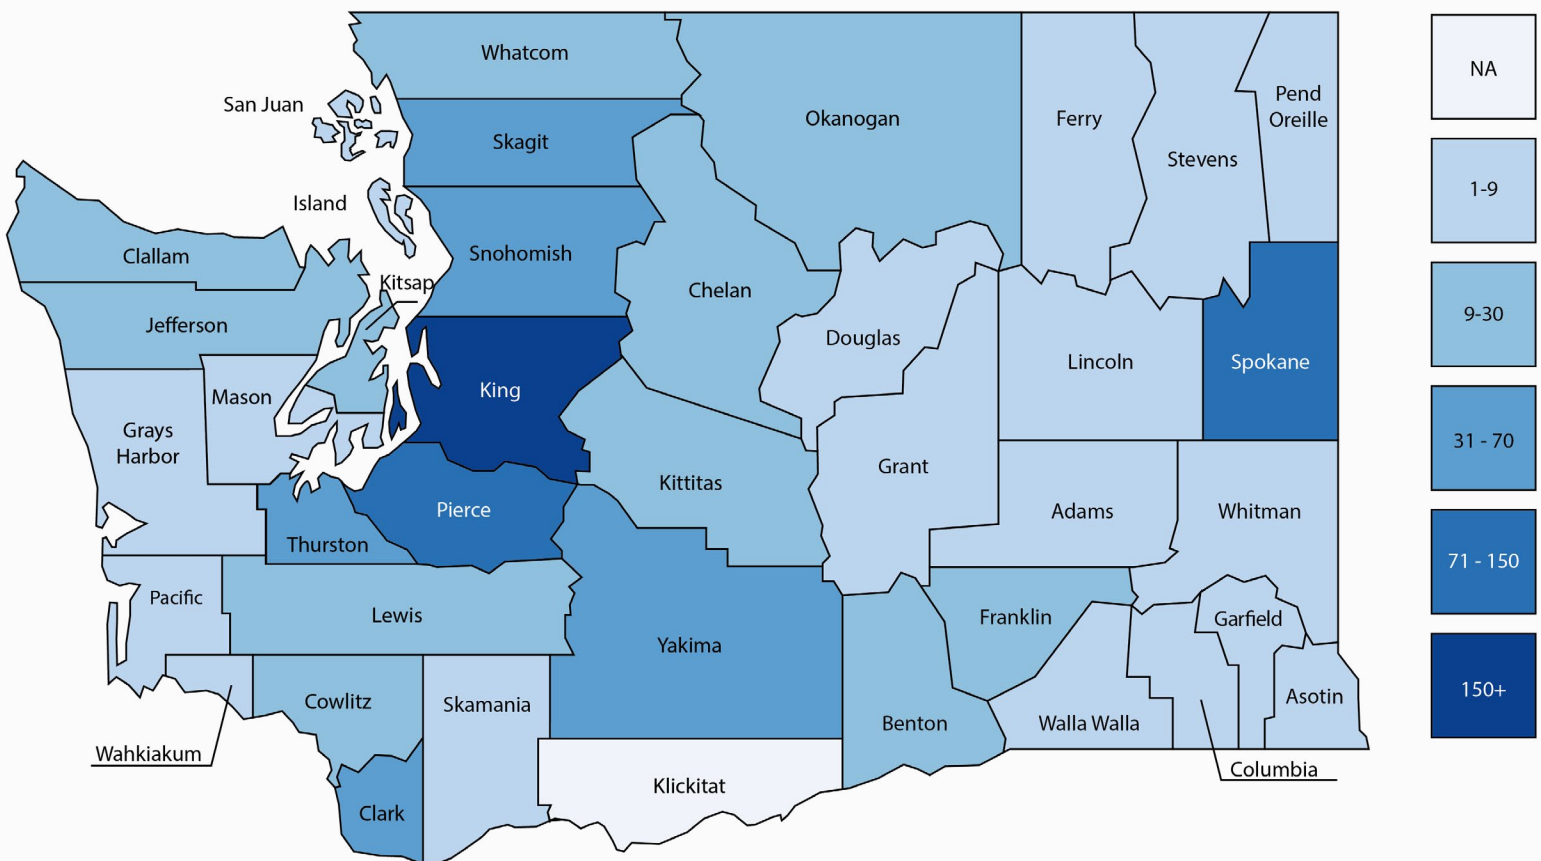 Whatcom
San Juan
Skagit
Okanogan
Ferry
Stevens
Pend
Oreille
Island
Clallam
Snohomish
Kitsap
Chelan
Jefferson
Douglas
Lincoln
Spokane
Mason
King
Grays
Harbor
Grant
Kittitas
Pierce
Adams
Whitman
Thurston
Pacific
Lewis
Yakima
Franklin
Garfield
Cowlitz
Skamania
Benton
Walla Walla
Asotin
Wahkiakum
Columbia
Klickitat
Clark
NA
1-9
9-30
31 - 70
71 - 150
150+